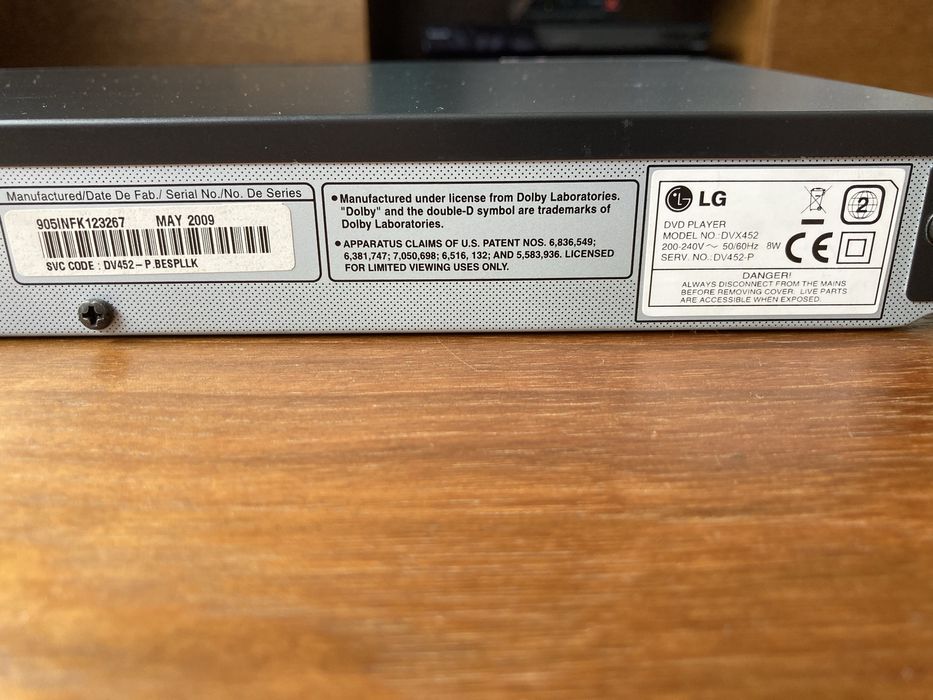 Manufactured/Date De Fab./ Serial No./No. De Series
905INFK123267 MAY 2009
SVC CODE : DV452-P.BESPLLK
● Manufactured under license from Dolby Laboratories.
"Dolby" and the double-D symbol are trademarks of
Dolby Laboratories.
● APPARATUS CLAIMS OF U.S. PATENT NOS. 6,836,549;
6,381,747; 7,050,698; 6,516, 132; AND 5,583,936. LICENSED
FOR LIMITED VIEWING USES ONLY.
LG
2
DVD PLAYER
MODEL NO.:DVX452
200-240V~ 50/60Hz 8W
SERV. NO.:DV452-P
CE
DANGER!
ALWAYS DISCONNECT FROM THE MAINS
BEFORE REMOVING COVER. LIVE PARTS
ARE ACCESSIBLE WHEN EXPOSED.